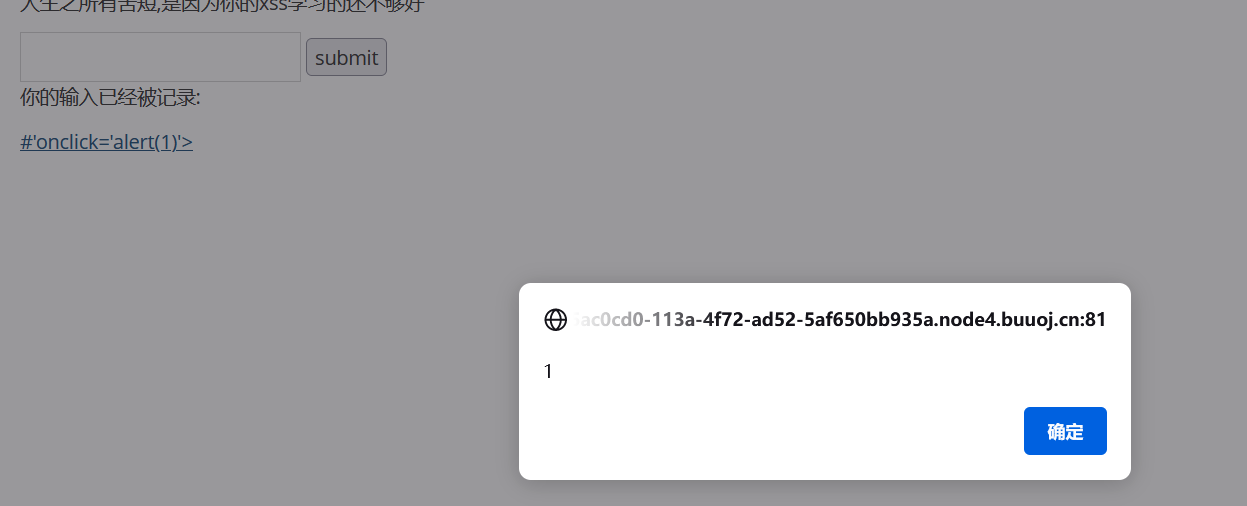 人生之所有苦短,是因为你的xss学习的还不够好
submit
你的输入已经被记录:
#'onclick='alert(1)'>
ac0cd0-113a-4f72-ad52-5af650bb935a.node4.buuoj.cn:81
1
确定